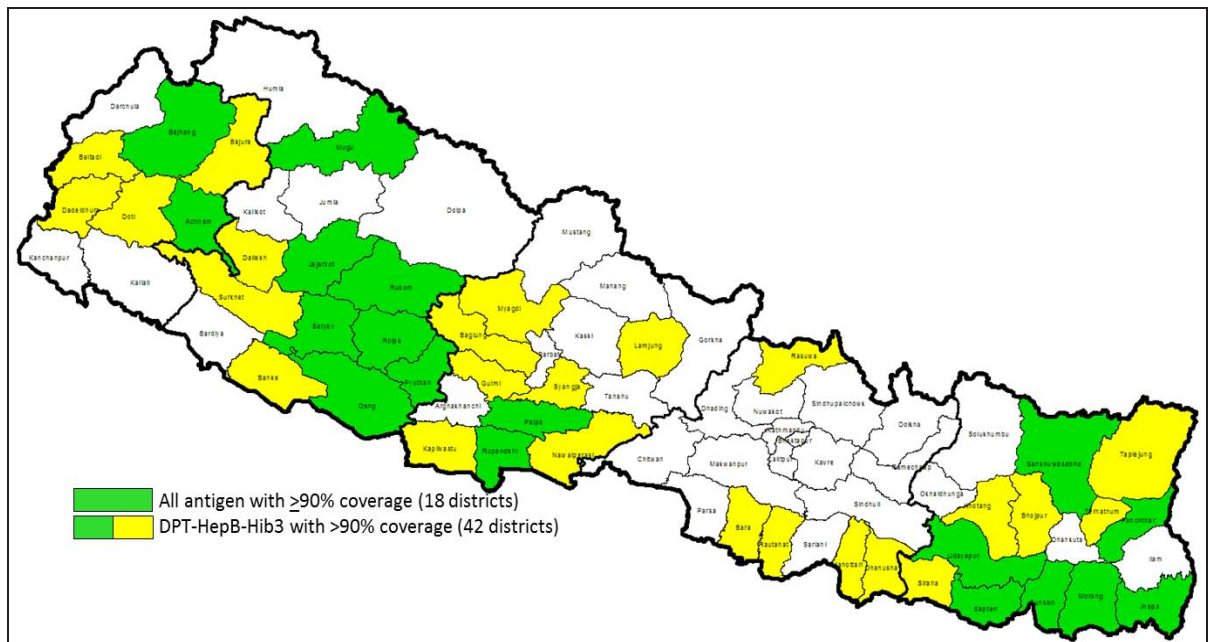 Humla
Darchula
Bajhang
Bajura
Mugu
Baitadi
Dadeldhura
Doti
Achham
Kalikot
Jumla
Dolpa
Mustang
Kanchanpur
Kailali
Dailekh
Jajarkot
Rukum
Manang
Surkhet
Myagdi
Bardiya
Salyan
Rolpa
Baglung
Kaski
Lamjung
Gorkha
Parbat
Rasuwa
Banke
Pyuthan
Gulmi
Syangja
Dang
Arghakhanchi
Tanahu
Dhading
Nuwakot
Sindhupalchowk
Palpa
Dolkha
Solukhumbu
Sankhuwasabha
Taplejung
Kathmandu
Bhaktapur
Lalitpur
Kapilvastu
Rupandehi
Nawalparasi
Chitwan
Makwanpur
Kavre
Ramechhap
Okhaldhunga
Khotang
Bhojpur
Terhathum
Panchthar
Sindhuli
Parsa
Bara
Rautahat
Sarlahi
Mahottari
Dhanusha
Siraha
Udayapur
Dhankuta
Ilam
Saptari
Sunsari
Morang
Jhapa
All antigen with >90% coverage (18 districts)
DPT-HepB-Hib3 with >90% coverage (42 districts)